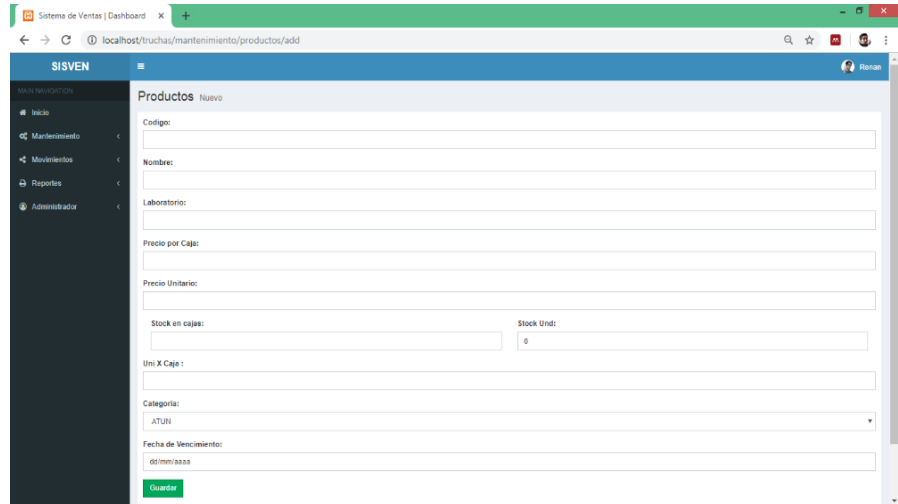 Sistema de Ventas | Dashboard
localhost/truchas/mantenimiento/productos/add
SISVEN
Ronan
MAIN NAVIGATION
Inicio
Mantenimiento
Movimientos
Reportes
Administrador
Productos Nuevo
Codigo:
Nombre:
Laboratorio:
Precio por Caja:
Precio Unitario:
Stock en cajas:
Stock Und:
0
Uni X Caja :
Categoria:
ATUN
Fecha de Vencimiento:
dd/mm/aaaa
Guardar